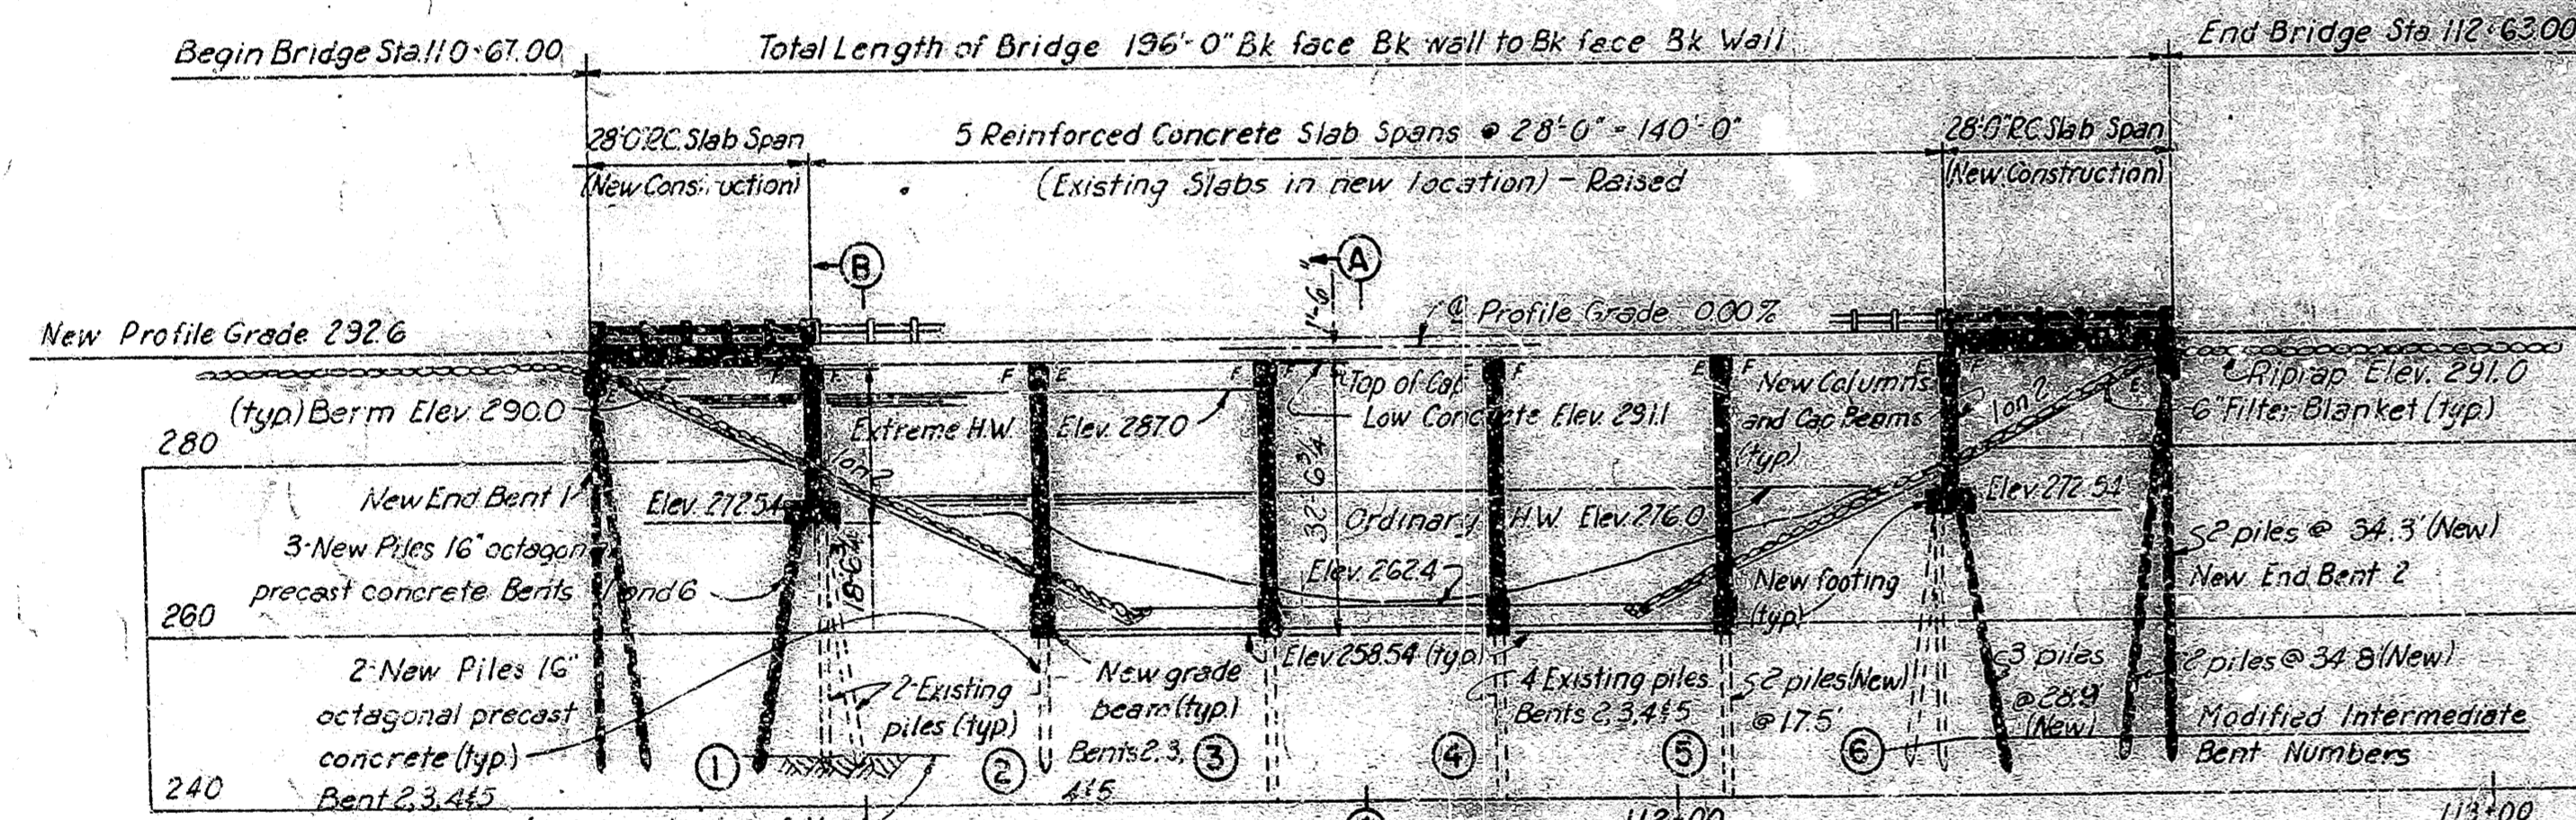 Begin Bridge Sta. 110+67.00
Total Length of Bridge 196'-0" Bk face Bk wall to Bk face Bk Wall
End Bridge Sta. 112+63.00
28'-0" R.C. Slab Span
(New Construction)
5 Reinforced Concrete Slab Spans @ 28'-0" = 140'-0"
(Existing Slabs in new location) - Raised
28'-0" R.C. Slab Span
(New Construction)
B
A
1'-6"
New Profile Grade 292.6
℄ Profile Grade 0.00%
F
F
E
F
F
E
F
E
F
E
F
E
E
(typ.) Berm Elev. 290.0
Extreme H.W. Elev. 287.0
Top of Cap
Low Concrete Elev. 291.1
New Columns
and Cap Beams
(typ)
1 on 2
Riprap Elev. 291.0
6" Filter Blanket (typ)
280
1 on 2
New End Bent 1
Elev. 272.54
3-New Piles 16" octagon
precast concrete Bents 1 and 6
32'-6¾"
Ordinary H.W. Elev. 276.0
Elev. 262.4
Elev. 272.54
New footing
(typ)
2 piles @ 34.3' (New)
New End Bent 2
260
2-New Piles 16"
octagonal precast
concrete (typ.)
Bent 2,3,4&5
2-Existing
piles (typ)
New grade
beam (typ.)
Bents 2,3,
4&5
Elev 258.54 (typ)
4 Existing piles
Bents 2,3,4&5
2 piles (New)
@ 17.5'
3 piles
@ 28.9'
(New)
2 piles @ 34.8' (New)
Modified Intermediate
Bent Numbers
1
2
3
4
5
6
240
112+00
113+00